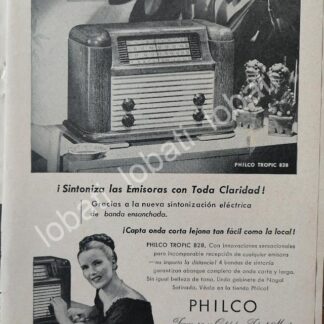 PHILCO TROPIC 828
¡Sintoniza las Emisoras con Toda Claridad!
Gracias a la nueva sintonización eléctrica
de banda ensanchada.
¡Capta onda corta lejana tan fácil como la local!
PHILCO TROPIC 828, Con innovaciones sensacionales
para incomparable recepción de cualquier emisora
—no importa la distancia! 4 bandas de sintonía
garantizan alcance completo de onda corta y larga.
Sin igual belleza de tono. Linda gabinete de Nogal
Satinado. Véalo en la tienda Philco!
PHILCO
lobati lobati lobati